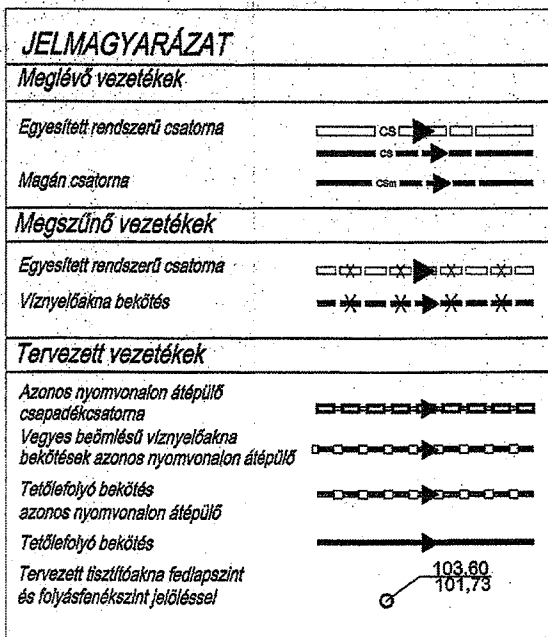 JELMAGYARÁZAT
Meglévő vezetékek
Egyesített rendszerű csatorna
CS
CS
Magán csatorna
CSm
Megszűnő vezetékek
Egyesített rendszerű csatorna
Víznyelőakna bekötés
Tervezett vezetékek
Azonos nyomvonalon átépülő
csapadékcsatorna
Vegyes beömlésű víznyelőakna
bekötések azonos nyomvonalon átépülő
Tetőlefolyó bekötés
azonos nyomvonalon átépülő
Tetőlefolyó bekötés
Tervezett tisztítóakna fedlapszint
és folyásfenékszint jelöléssel
103,60
101,73